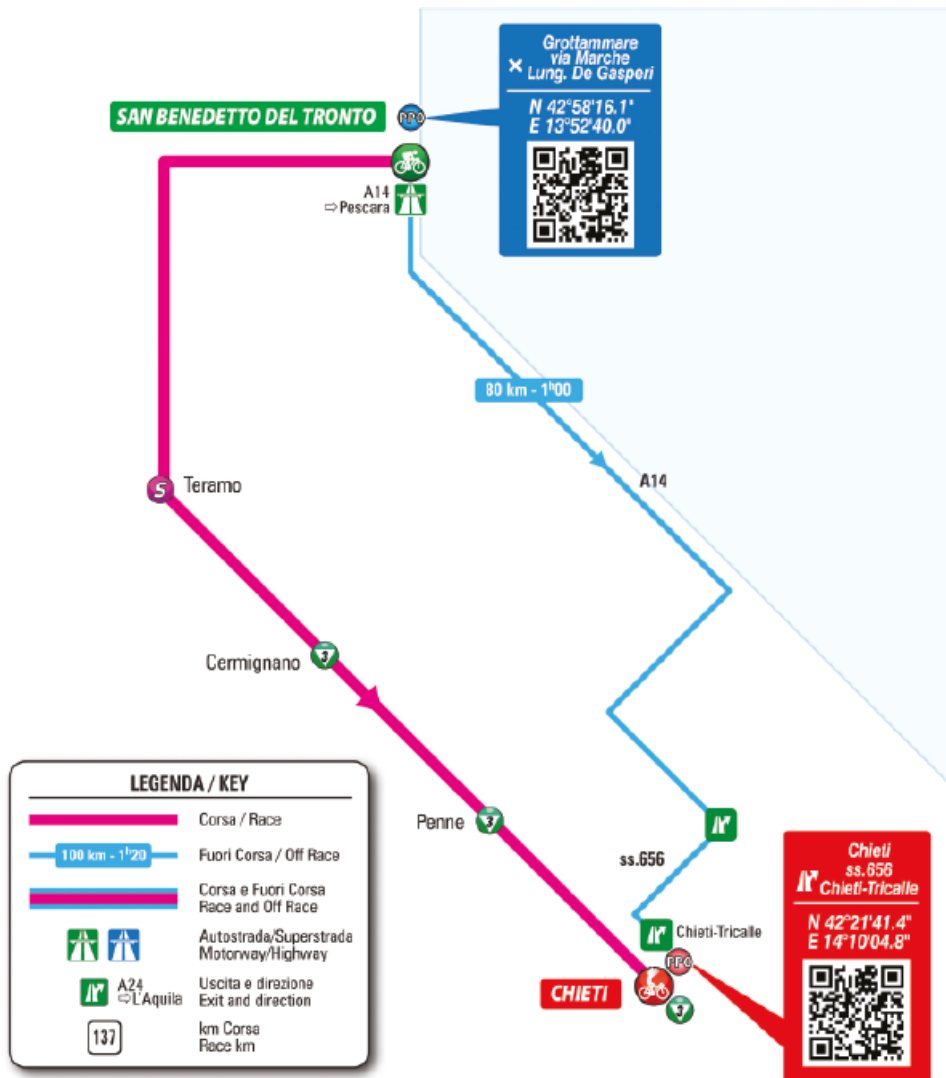 Grottammare
via Marche
Lung. De Gasperi
N 42°58'16.1"
E 13°52'40.0"
SAN BENEDETTO DEL TRONTO
PPO
A14
⇨Pescara
80 km - 1ʰ00
A14
S
Teramo
Cermignano
3
Penne
3
ss.656
Chieti-Tricalle
PPO
CHIETI
3
Chieti
ss.656
Chieti-Tricalle
N 42°21'41.4"
E 14°10'04.8"
LEGENDA / KEY
Corsa / Race
100 km - 1ʰ20
Fuori Corsa / Off Race
Corsa e Fuori Corsa
Race and Off Race
Autostrada/Superstrada
Motorway/Highway
A24
⇨L'Aquila
Uscita e direzione
Exit and direction
137
km Corsa
Race km